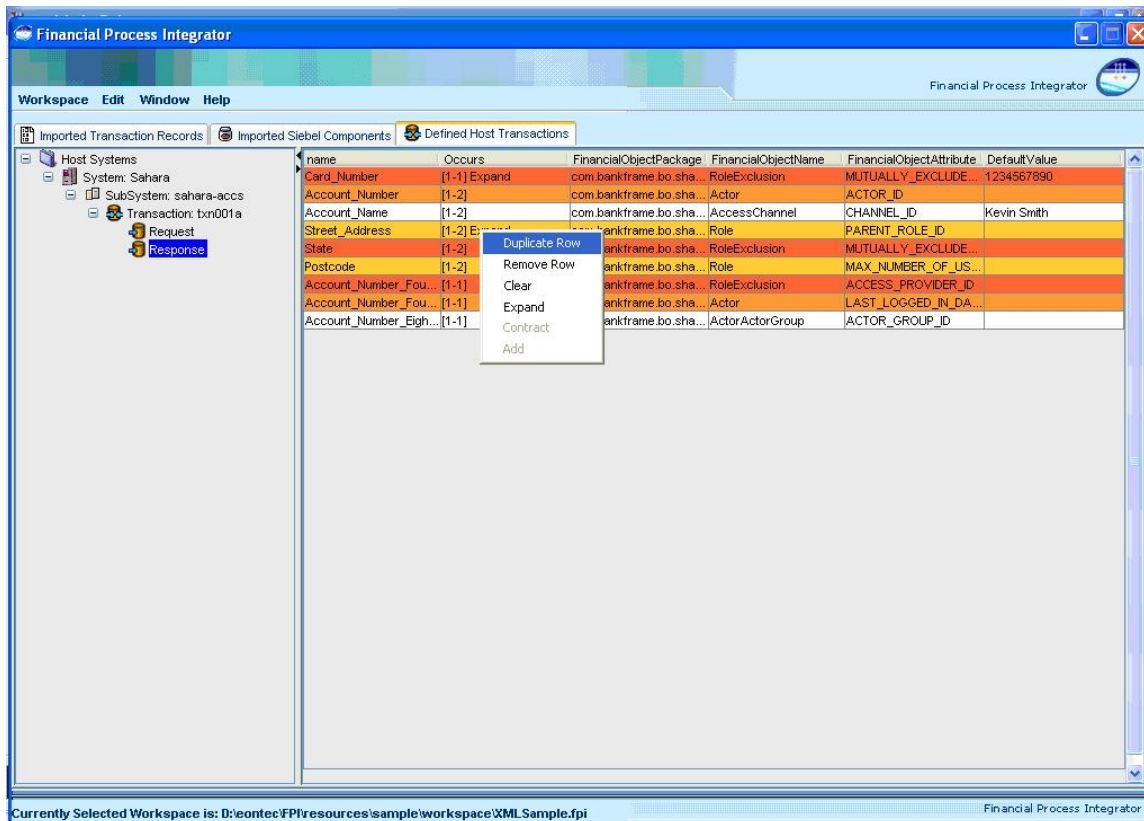 Financial Process Integrator
Financial Process Integrator
Workspace Edit Window Help
Imported Transaction Records Imported Siebel Components Defined Host Transactions
Host Systems
System: Sahara
SubSystem: sahara-accs
Transaction: txn001a
Request
Response
name Occurs FinancialObjectPackage FinancialObjectName FinancialObjectAttribute DefaultValue
Card_Number [1-1] Expand com.bankframe.bo.sha... RoleExclusion MUTUALLY_EXCLUDE... 1234567890
Account_Number [1-2] com.bankframe.bo.sha... Actor ACTOR_ID
Account_Name [1-2] com.bankframe.bo.sha... AccessChannel CHANNEL_ID Kevin Smith
Street_Address [1-2] ankframe.bo.sha... Role PARENT_ROLE_ID
State [1-2] ankframe.bo.sha... RoleExclusion MUTUALLY_EXCLUDE...
Postcode [1-2] ankframe.bo.sha... Role MAX_NUMBER_OF_US...
Account_Number_Fou... [1-1] ankframe.bo.sha... RoleExclusion ACCESS_PROVIDER_ID
Account_Number_Fou... [1-1] ankframe.bo.sha... Actor LAST_LOGGED_IN_DA...
Account_Number_Eigh... [1-1] ankframe.bo.sha... ActorActorGroup ACTOR_GROUP_ID
Duplicate Row
Remove Row
Clear
Expand
Contract
Add
Currently Selected Workspace is: D:\eontec\FPI\resources\sample\workspace\XMLSample.fpi
Financial Process Integrator